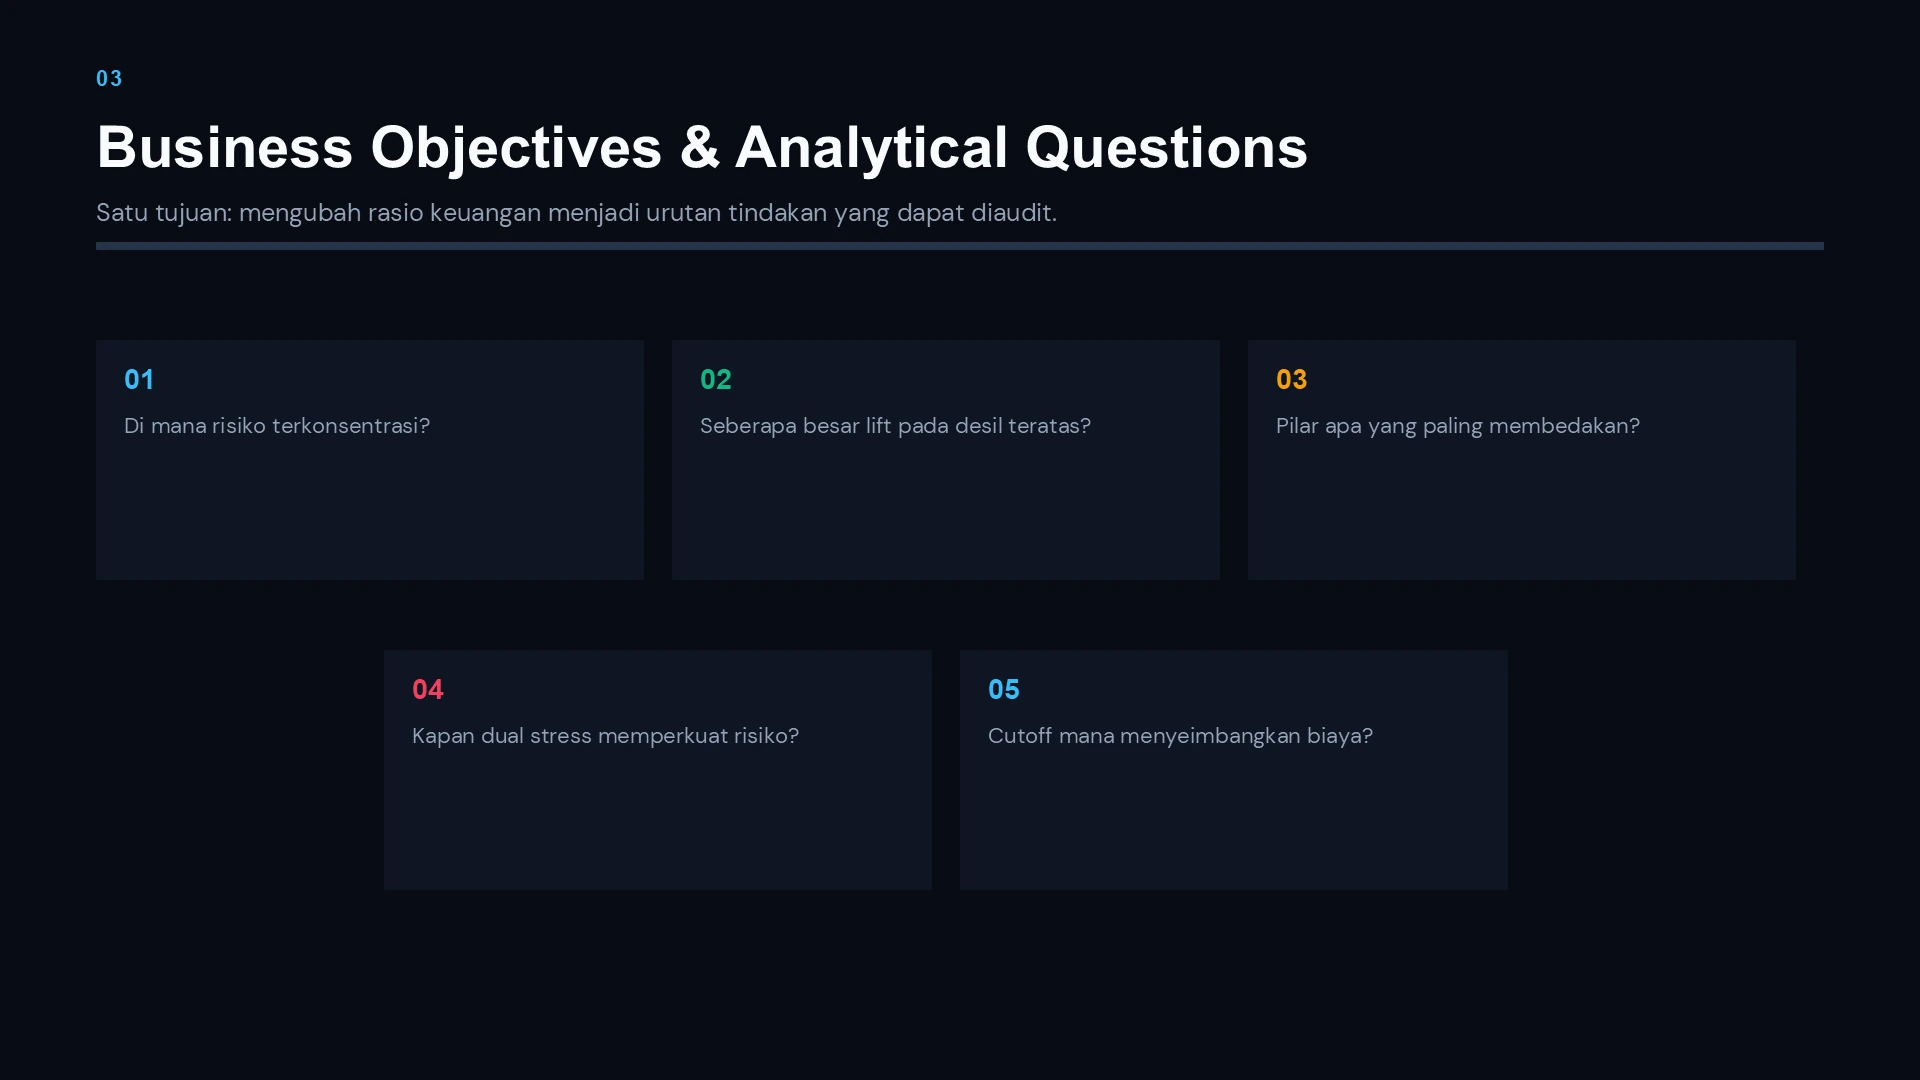 03
Business Objectives & Analytical Questions
Satu tujuan: mengubah rasio keuangan menjadi urutan tindakan yang dapat diaudit.
01
Di mana risiko terkonsentrasi?
02
Seberapa besar lift pada desil teratas?
03
Pilar apa yang paling membedakan?
04
Kapan dual stress memperkuat risiko?
05
Cutoff mana menyeimbangkan biaya?